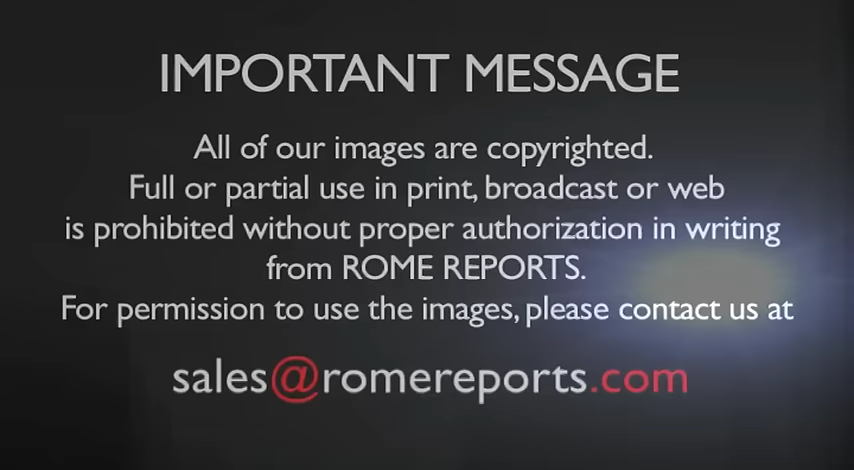 IMPORTANT MESSAGE
All of our images are copyrighted.
Full or partial use in print, broadcast or web
is prohibited without proper authorization in writing
from ROME REPORTS.
For permission to use the images, please contact us at
sales@romereports.com